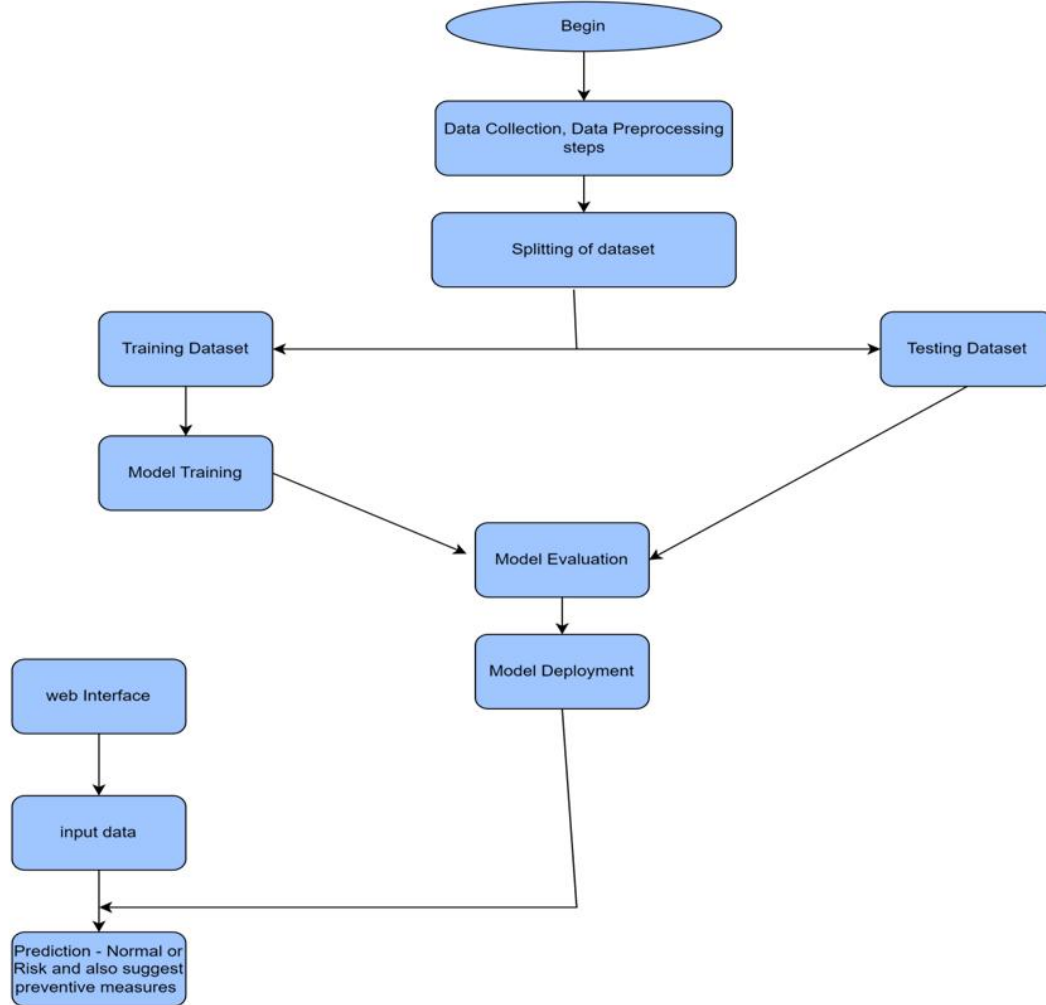 Begin
Data Collection, Data Preprocessing
steps
Splitting of dataset
Training Dataset
Testing Dataset
Model Training
Model Evaluation
Model Deployment
web Interface
input data
Prediction - Normal or
Risk and also suggest
preventive measures